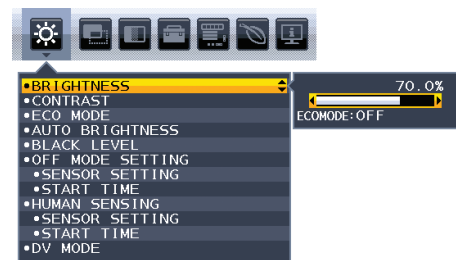 •BRIGHTNESS
70.0%
•CONTRAST
ECOMODE:OFF
•ECO MODE
•AUTO BRIGHTNESS
•BLACK LEVEL
•OFF MODE SETTING
•SENSOR SETTING
•START TIME
•HUMAN SENSING
•SENSOR SETTING
•START TIME
•DV MODE